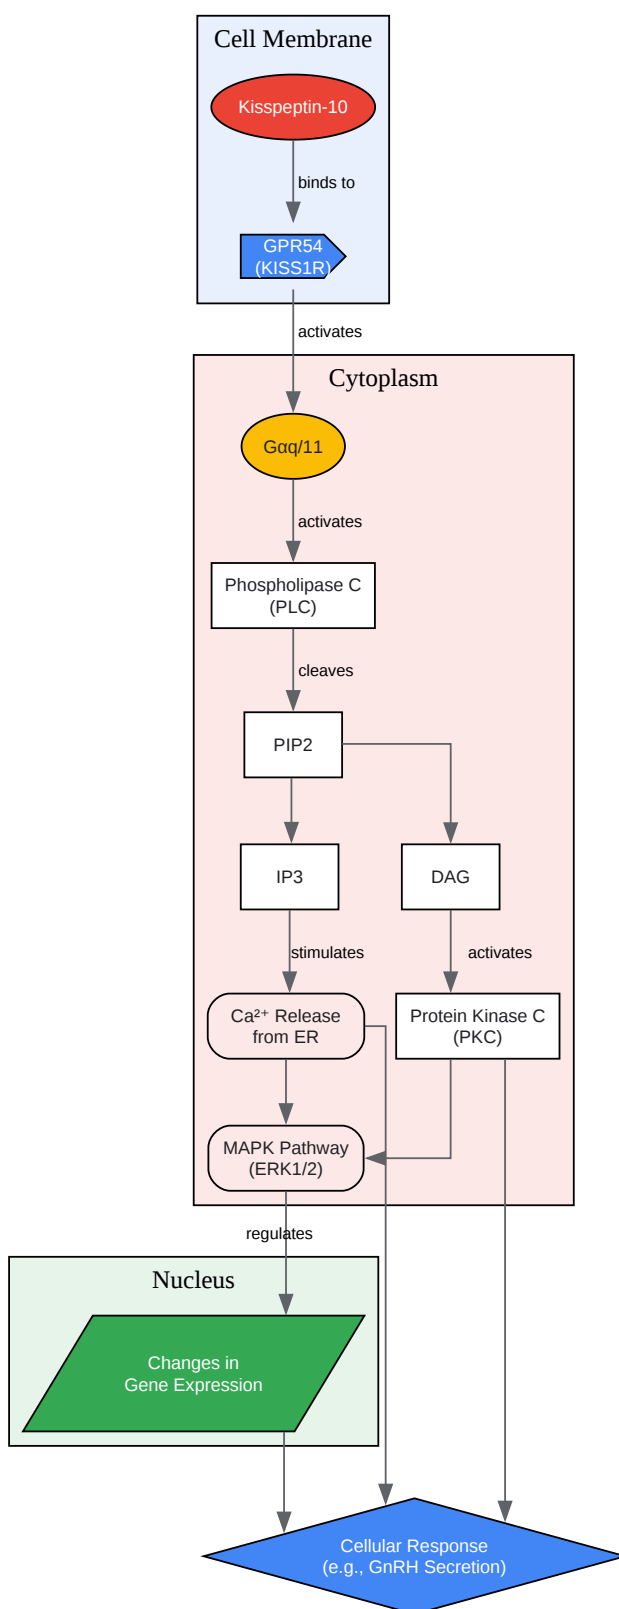 Cell Membrane
Kisspeptin-10
binds to
GPR54
(KISS1R)
activates
Cytoplasm
Gαq/11
activates
Phospholipase C
(PLC)
cleaves
PIP2
IP3
DAG
stimulates
activates
Ca²⁺ Release
from ER
Protein Kinase C
(PKC)
MAPK Pathway
(ERK1/2)
regulates
Nucleus
Changes in
Gene Expression
Cellular Response
(e.g., GnRH Secretion)